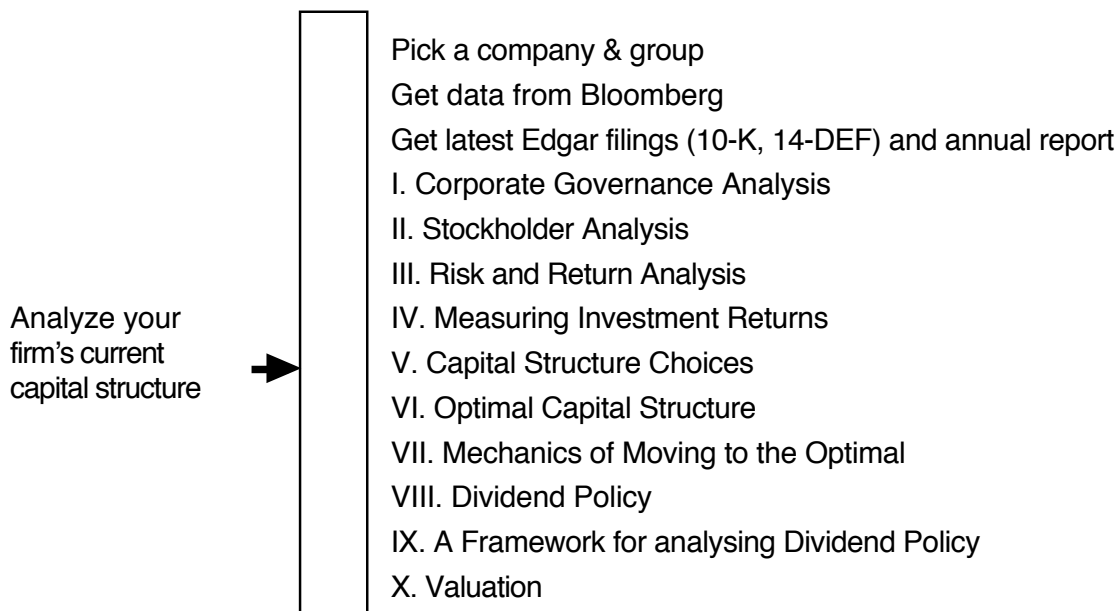 Pick a company & group
Get data from Bloomberg
Get latest Edgar filings (10-K, 14-DEF) and annual report
I. Corporate Governance Analysis
II. Stockholder Analysis
III. Risk and Return Analysis
Analyze your
firm's current
capital structure
IV. Measuring Investment Returns
V. Capital Structure Choices
VI. Optimal Capital Structure
VII. Mechanics of Moving to the Optimal
VIII. Dividend Policy
IX. A Framework for analysing Dividend Policy
X. Valuation